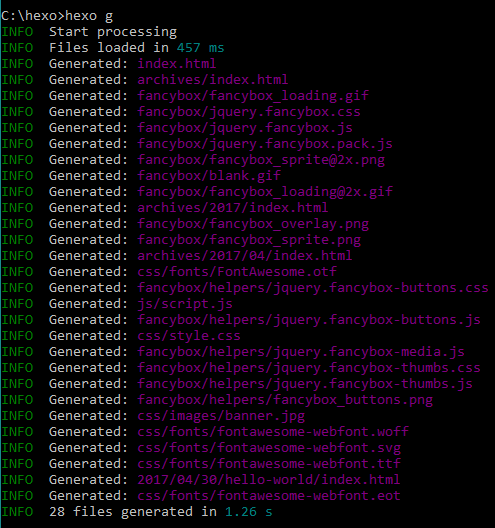 C:\hexo>hexo g
INFO  Start processing
INFO  Files loaded in 457 ms
INFO  Generated: index.html
INFO  Generated: archives/index.html
INFO  Generated: fancybox/fancybox_loading.gif
INFO  Generated: fancybox/jquery.fancybox.css
INFO  Generated: fancybox/jquery.fancybox.js
INFO  Generated: fancybox/jquery.fancybox.pack.js
INFO  Generated: fancybox/fancybox_sprite@2x.png
INFO  Generated: fancybox/blank.gif
INFO  Generated: fancybox/fancybox_loading@2x.gif
INFO  Generated: archives/2017/index.html
INFO  Generated: fancybox/fancybox_overlay.png
INFO  Generated: fancybox/fancybox_sprite.png
INFO  Generated: archives/2017/04/index.html
INFO  Generated: css/fonts/FontAwesome.otf
INFO  Generated: fancybox/helpers/jquery.fancybox-buttons.css
INFO  Generated: js/script.js
INFO  Generated: fancybox/helpers/jquery.fancybox-buttons.js
INFO  Generated: css/style.css
INFO  Generated: fancybox/helpers/jquery.fancybox-media.js
INFO  Generated: fancybox/helpers/jquery.fancybox-thumbs.css
INFO  Generated: fancybox/helpers/jquery.fancybox-thumbs.js
INFO  Generated: fancybox/helpers/fancybox_buttons.png
INFO  Generated: css/images/banner.jpg
INFO  Generated: css/fonts/fontawesome-webfont.woff
INFO  Generated: css/fonts/fontawesome-webfont.svg
INFO  Generated: css/fonts/fontawesome-webfont.ttf
INFO  Generated: 2017/04/30/hello-world/index.html
INFO  Generated: css/fonts/fontawesome-webfont.eot
INFO  28 files generated in 1.26 s